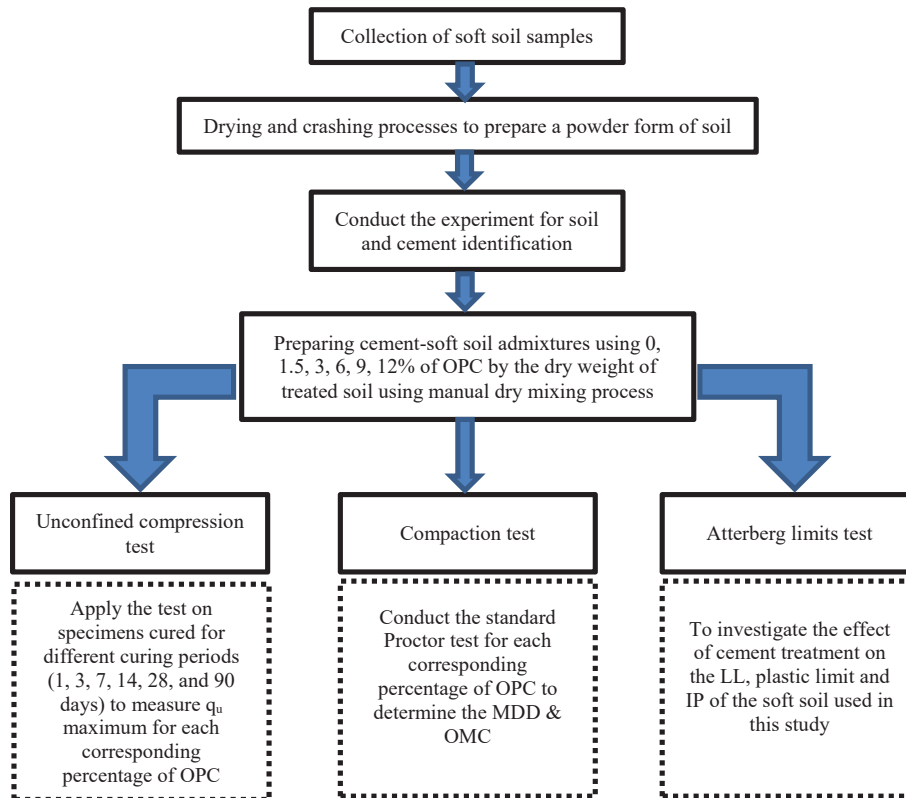 Collection of soft soil samples
Drying and crashing processes to prepare a powder form of soil
Conduct the experiment for soil
and cement identification
Preparing cement-soft soil admixtures using 0,
1.5, 3, 6, 9, 12% of OPC by the dry weight of
treated soil using manual dry mixing process
Unconfined compression
test
Apply the test on
specimens cured for
different curing periods
(1, 3, 7, 14, 28, and 90
days) to measure qᵤ
maximum for each
corresponding
percentage of OPC
Compaction test
Conduct the standard
Proctor test for each
corresponding
percentage of OPC to
determine the MDD &
OMC
Atterberg limits test
To investigate the effect
of cement treatment on
the LL, plastic limit and
IP of the soft soil used in
this study